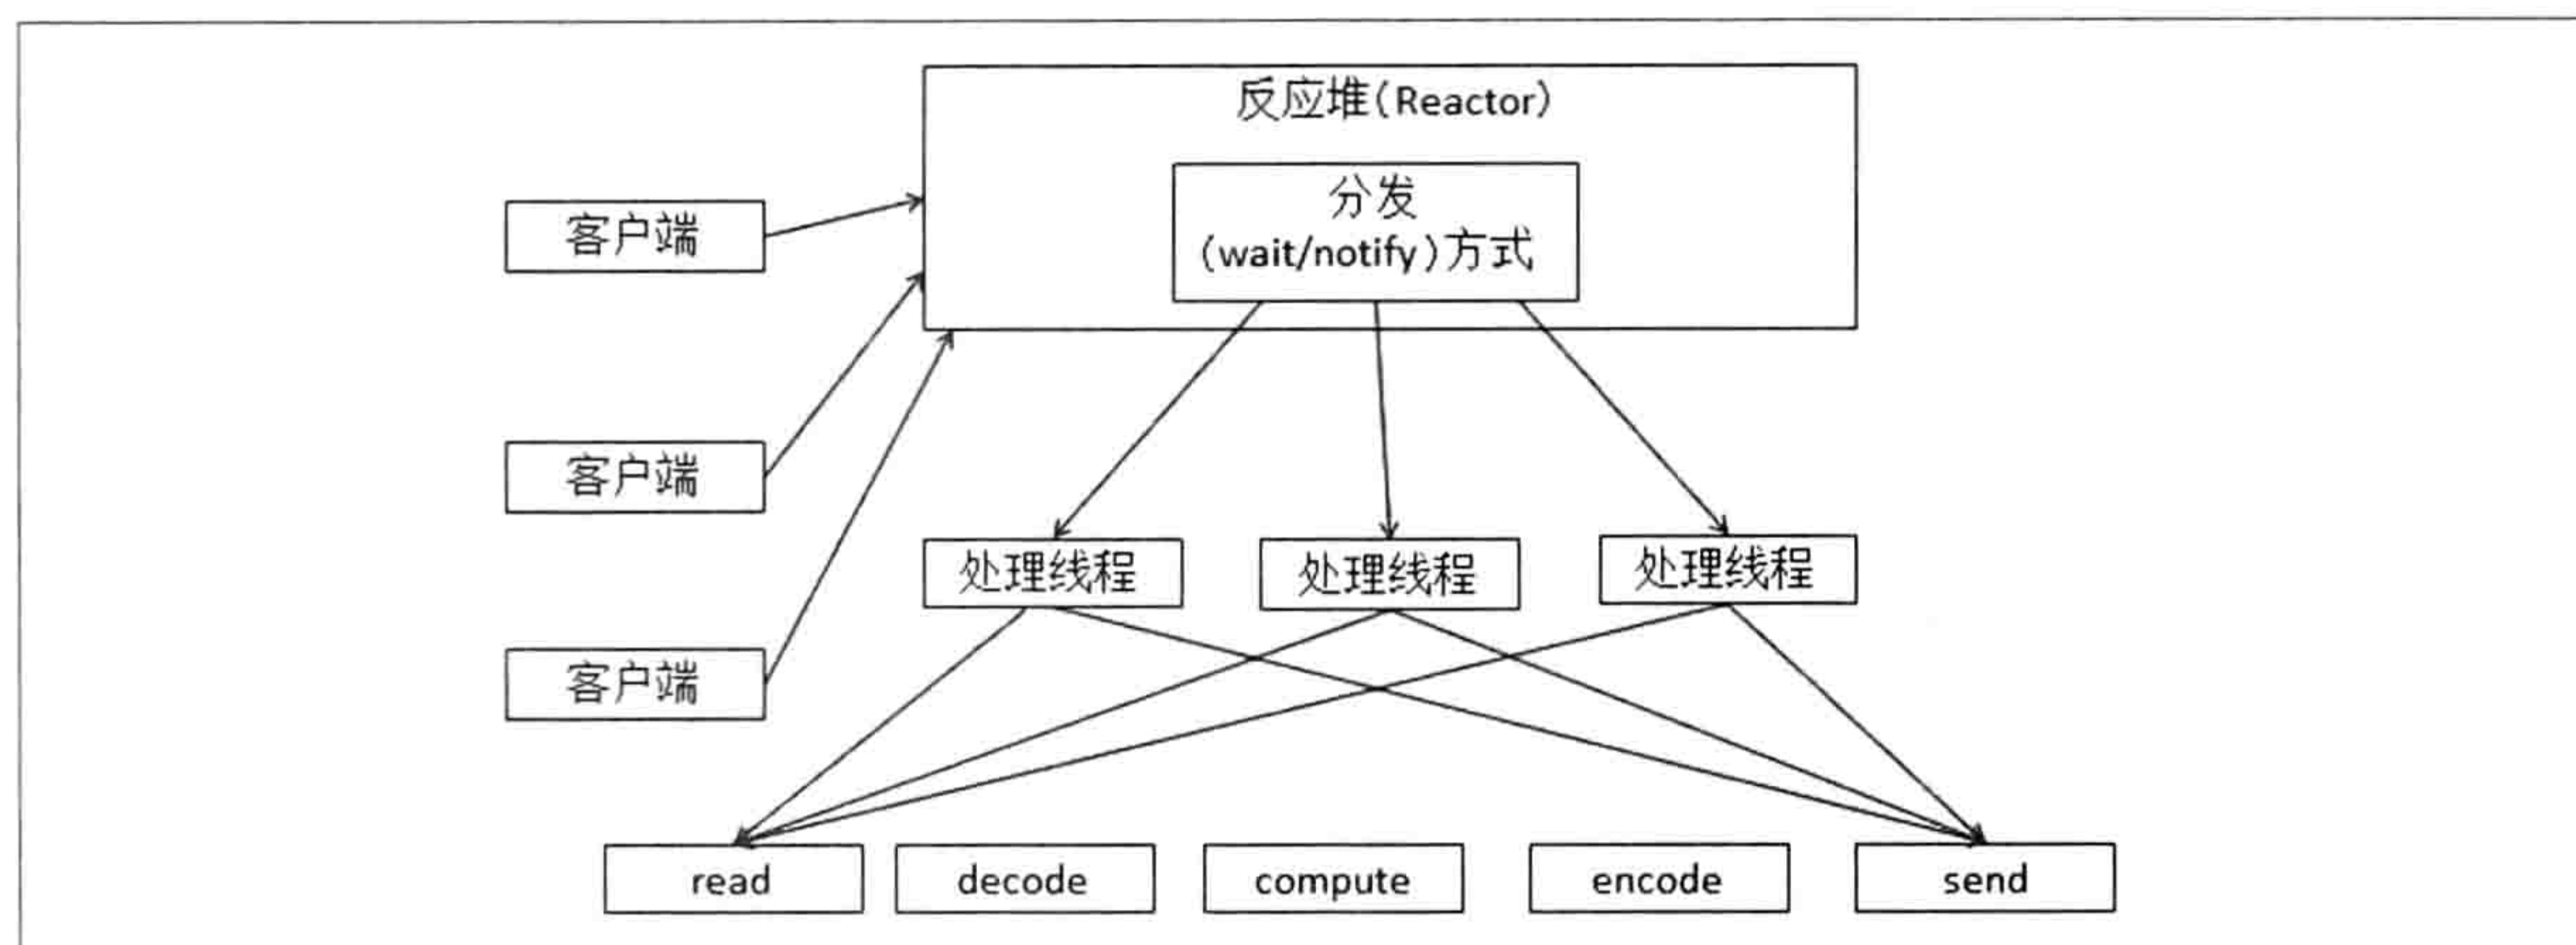 反应堆(Reactor)
分发
(wait/notify)方式
客户端
客户端
处理线程
处理线程
处理线程
客户端
read
decode
compute
encode
send